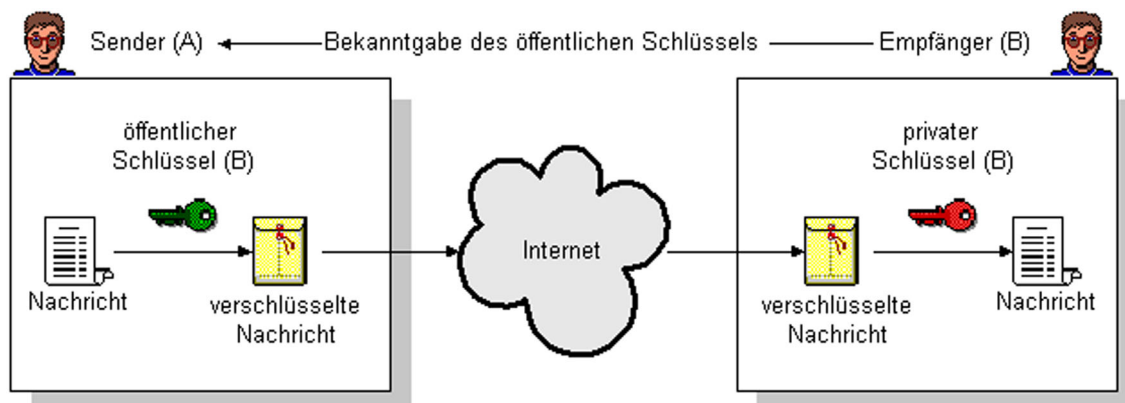 Sender (A)
Bekanntgabe des öffentlichen Schlüssels
Empfänger (B)
öffentlicher
Schlüssel (B)
Nachricht
verschlüsselte
Nachricht
Internet
privater
Schlüssel (B)
verschlüsselte
Nachricht
Nachricht